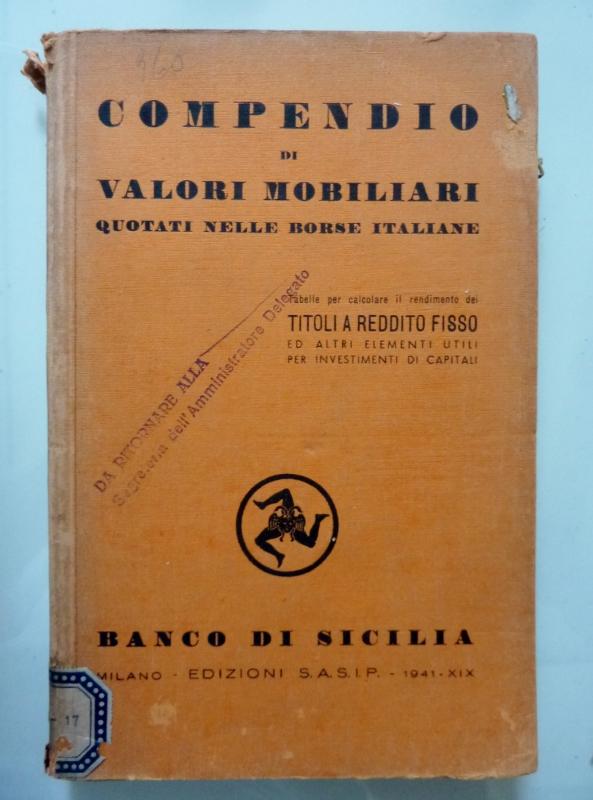 360
COMPENDIO
DI
VALORI MOBILIARI
QUOTATI NELLE BORSE ITALIANE
Tabelle per calcolare il rendimento dei
TITOLI A REDDITO FISSO
ED ALTRI ELEMENTI UTILI
PER INVESTIMENTI DI CAPITALI
DA RITORNARE ALLA
Segreteria dell'Amministratore Delegato
BANCO DI SICILIA
MILANO - EDIZIONI S.A.S.I.P. - 1941-XIX
- 17